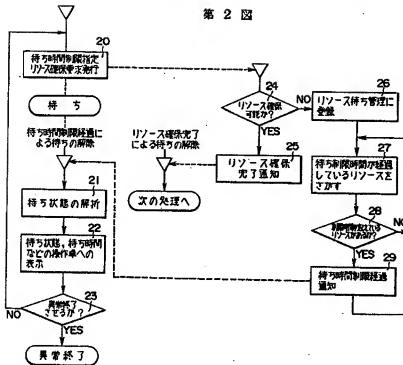 第 2 図
20
待ち時間制限指定
リソース確保要求発行
待 ち
待ち時間制限経過に
よる待ちの解除
21
待ち状態の解析
22
待ち状態，待ち時間
などの操作卓への
表示
23
異常終了
させるか？
NO
YES
異 常 終 了
24
リソース確保
可能か？
NO
YES
リソース確保完了
による待ちの解除
25
リソース確保
完了通知
次の処理へ
26
リソース待ち管理に
登録
27
待ち制限時間が経過
しているリソースを
さがす
28
リソースがあるか？
NO
YES
29
待ち時間制限経過
通知